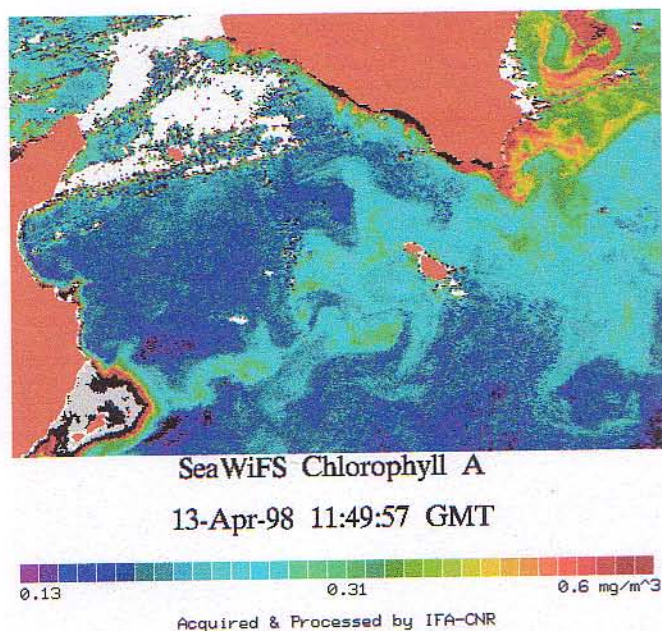 SeaWiFS Chlorophyll A
13-Apr-98 11:49:57 GMT
0.13 0.31 0.6 mg/m^3
Acquired & Processed by IFA-CNR